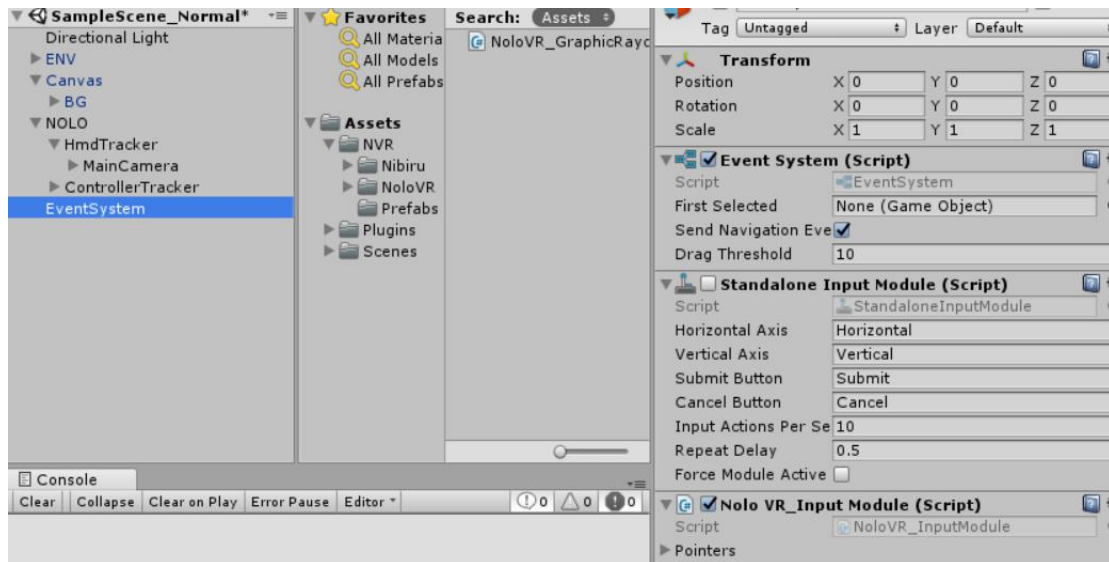 SampleScene_Normal*
Directional Light
ENV
Canvas
BG
NOLO
HmdTracker
MainCamera
ControllerTracker
EventSystem
Favorites
All Materia
All Models
All Prefabs
Assets
NVR
Nibiru
NoloVR
Prefabs
Plugins
Scenes
Search: Assets
NoloVR_GraphicRayc
Tag Untagged Layer Default
Transform
Position X 0 Y 0 Z 0
Rotation X 0 Y 0 Z 0
Scale X 1 Y 1 Z 1
Event System (Script)
Script EventSystem
First Selected None (Game Object)
Send Navigation Eve
Drag Threshold 10
Standalone Input Module (Script)
Script StandaloneInputModule
Horizontal Axis Horizontal
Vertical Axis Vertical
Submit Button Submit
Cancel Button Cancel
Input Actions Per Se 10
Repeat Delay 0.5
Force Module Active
Nolo VR_Input Module (Script)
Script NoloVR_InputModule
Pointers
Console
Clear Collapse Clear on Play Error Pause Editor 0 0 0